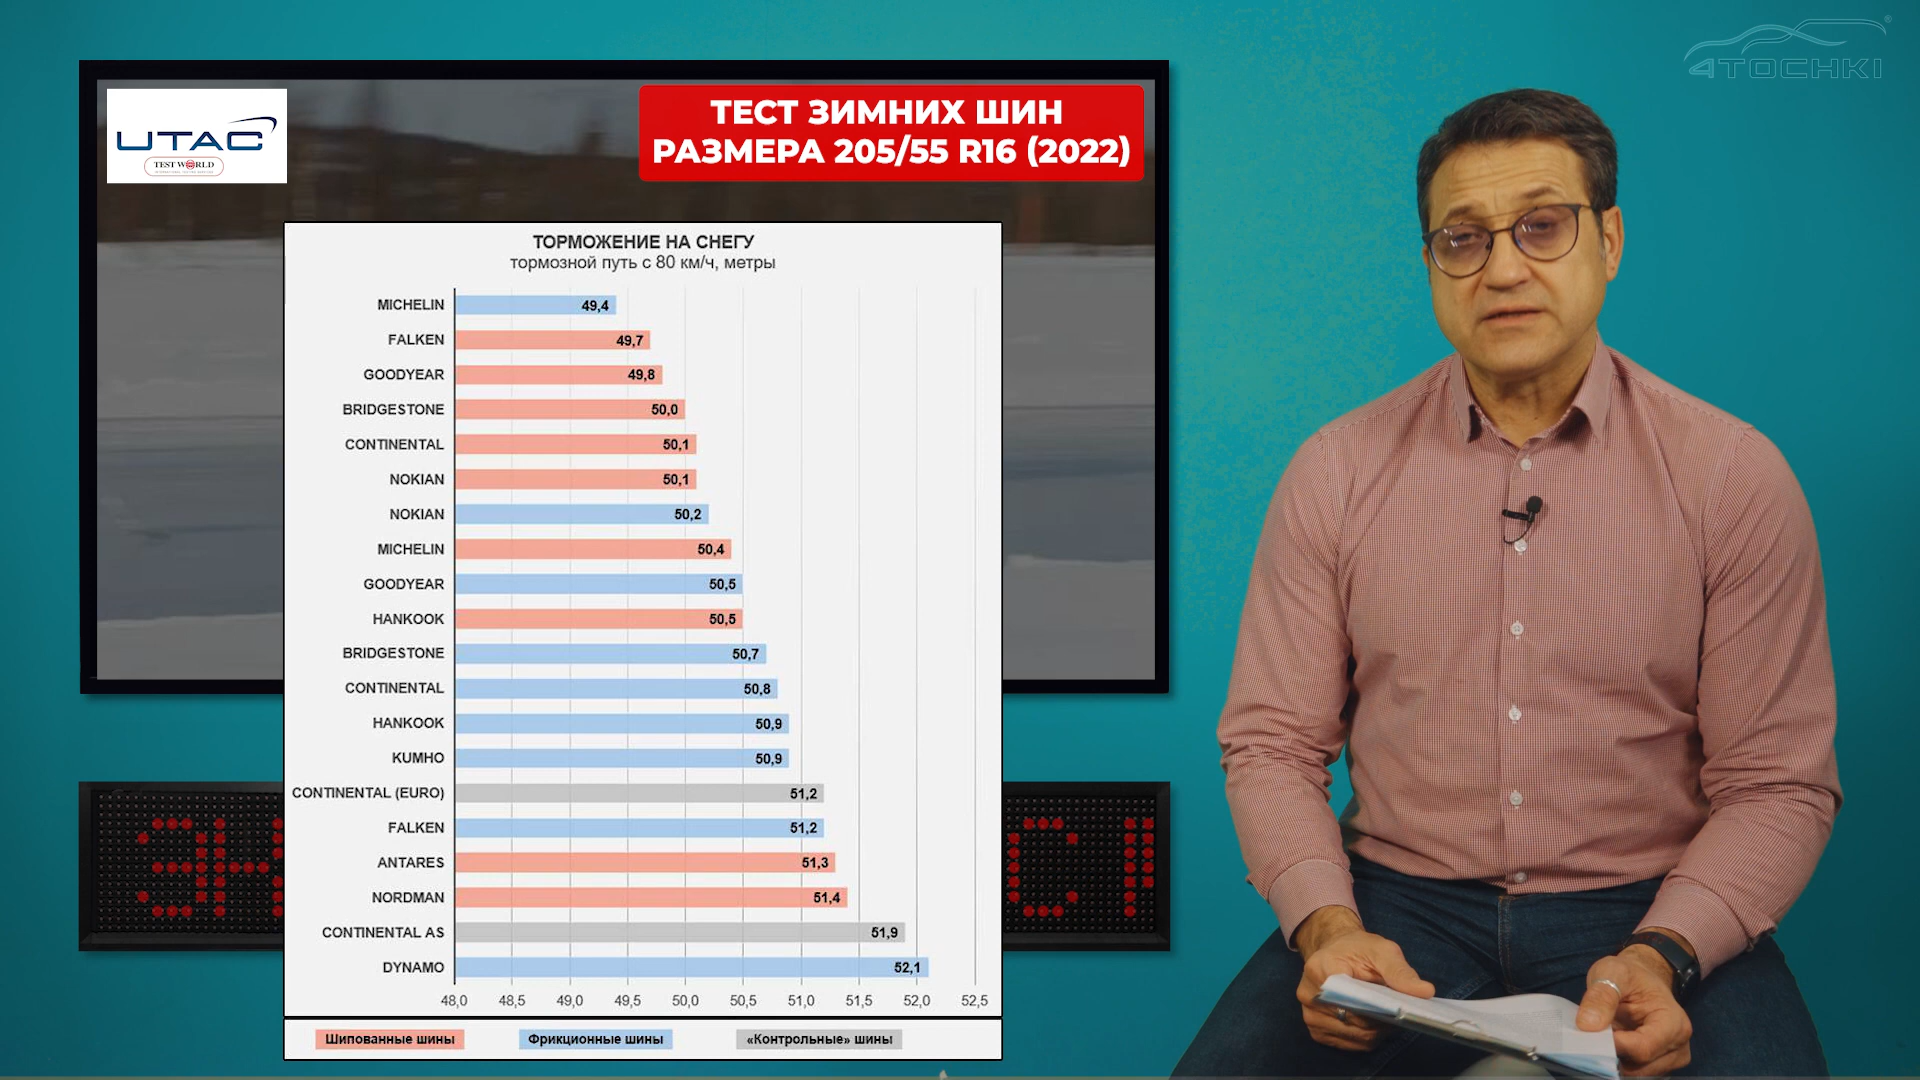 4TOCHKI
UTAC
TEST WORLD
ТЕСТ ЗИМНИХ ШИН
РАЗМЕРА 205/55 R16 (2022)
ТОРМОЖЕНИЕ НА СНЕГУ
тормозной путь с 80 км/ч, метры
MICHELIN 49,4
FALKEN 49,7
GOODYEAR 49,8
BRIDGESTONE 50,0
CONTINENTAL 50,1
NOKIAN 50,1
NOKIAN 50,2
MICHELIN 50,4
GOODYEAR 50,5
HANKOOK 50,5
BRIDGESTONE 50,7
CONTINENTAL 50,8
HANKOOK 50,9
KUMHO 50,9
CONTINENTAL (EURO) 51,2
FALKEN 51,2
ANTARES 51,3
NORDMAN 51,4
CONTINENTAL AS 51,9
DYNAMO 52,1
48,0 48,5 49,0 49,5 50,0 50,5 51,0 51,5 52,0 52,5
Шипованные шины Фрикционные шины «Контрольные» шины